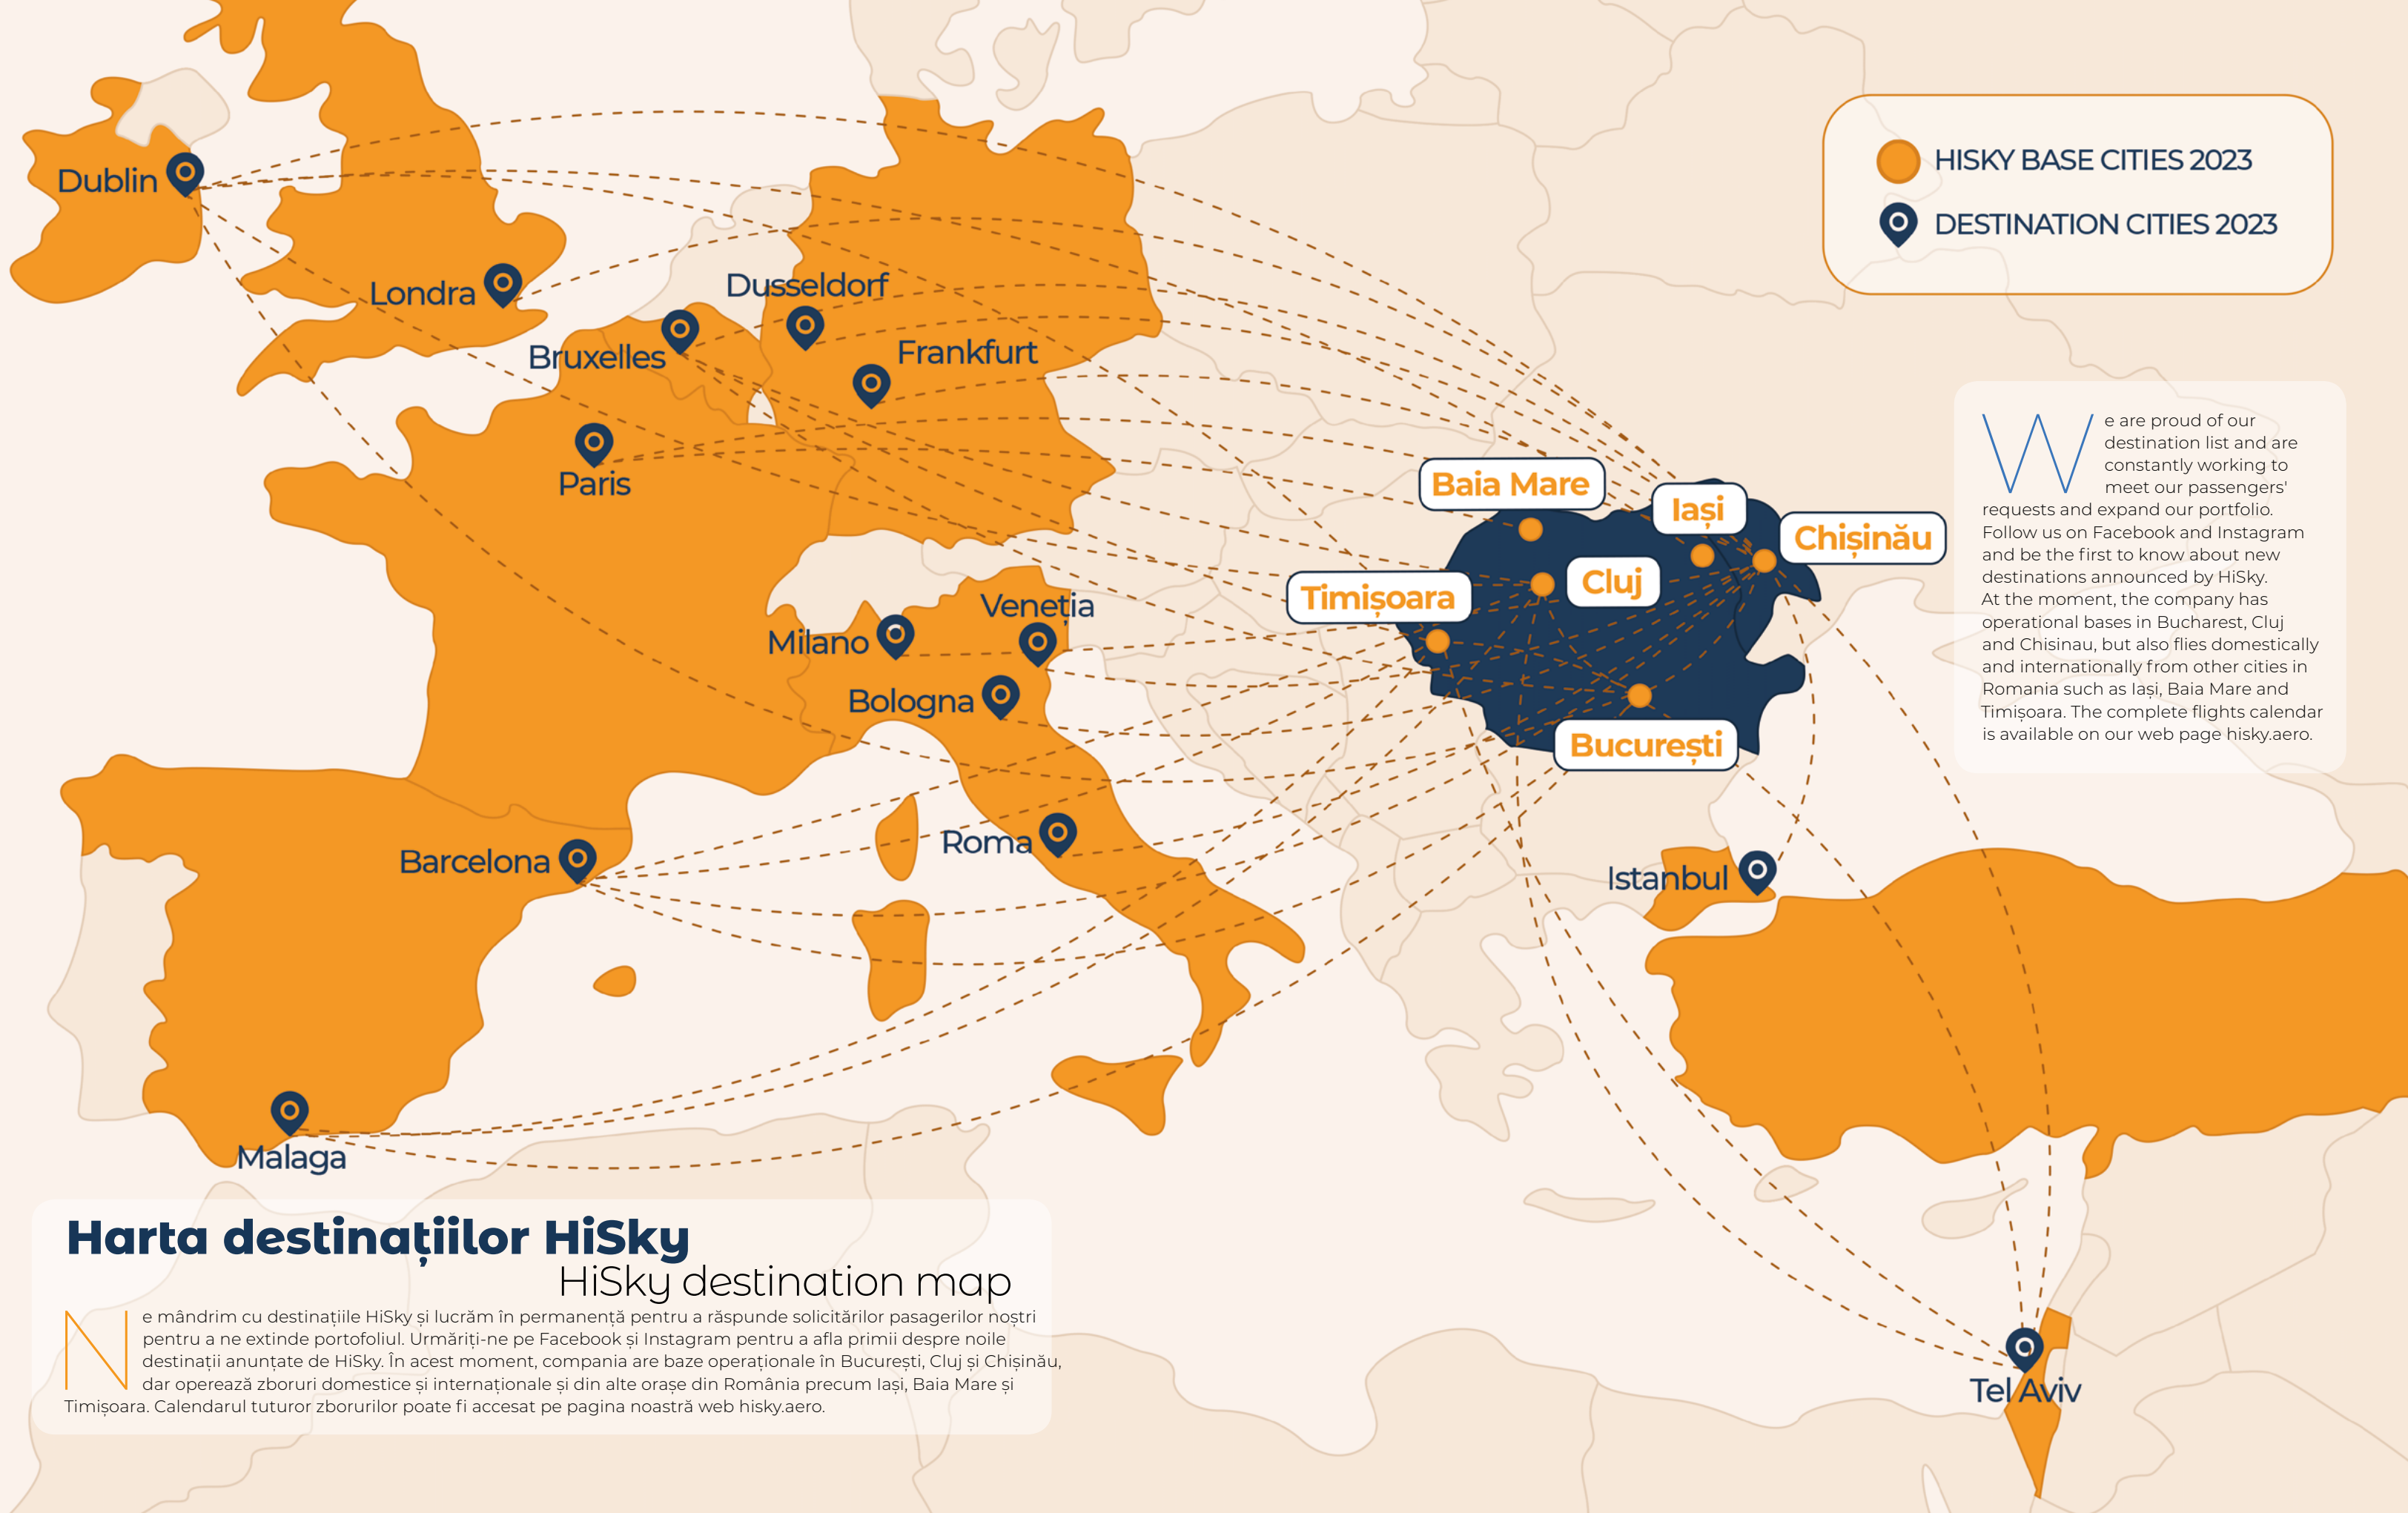 HISKY BASE CITIES 2023
DESTINATION CITIES 2023
Dublin
Londra
Dusseldorf
Bruxelles
Frankfurt
Paris
Baia Mare
Iași
Chișinău
Cluj
Timișoara
Veneția
Milano
Bologna
București
Roma
Barcelona
Istanbul
Malaga
Tel Aviv
We are proud of our
destination list and are
constantly working to
meet our passengers'
requests and expand our portfolio.
Follow us on Facebook and Instagram
and be the first to know about new
destinations announced by HiSky.
At the moment, the company has
operational bases in Bucharest, Cluj
and Chisinau, but also flies domestically
and internationally from other cities in
Romania such as Iași, Baia Mare and
Timișoara. The complete flights calendar
is available on our web page hisky.aero.
Harta destinațiilor HiSky
HiSky destination map
Ne mândrim cu destinațiile HiSky și lucrăm în permanență pentru a răspunde solicitărilor pasagerilor noștri
pentru a ne extinde portofoliul. Urmăriți-ne pe Facebook și Instagram pentru a afla primii despre noile
destinații anunțate de HiSky. În acest moment, compania are baze operaționale în București, Cluj și Chișinău,
dar operează zboruri domestice și internaționale și din alte orașe din România precum Iași, Baia Mare și
Timișoara. Calendarul tuturor zborurilor poate fi accesat pe pagina noastră web hisky.aero.